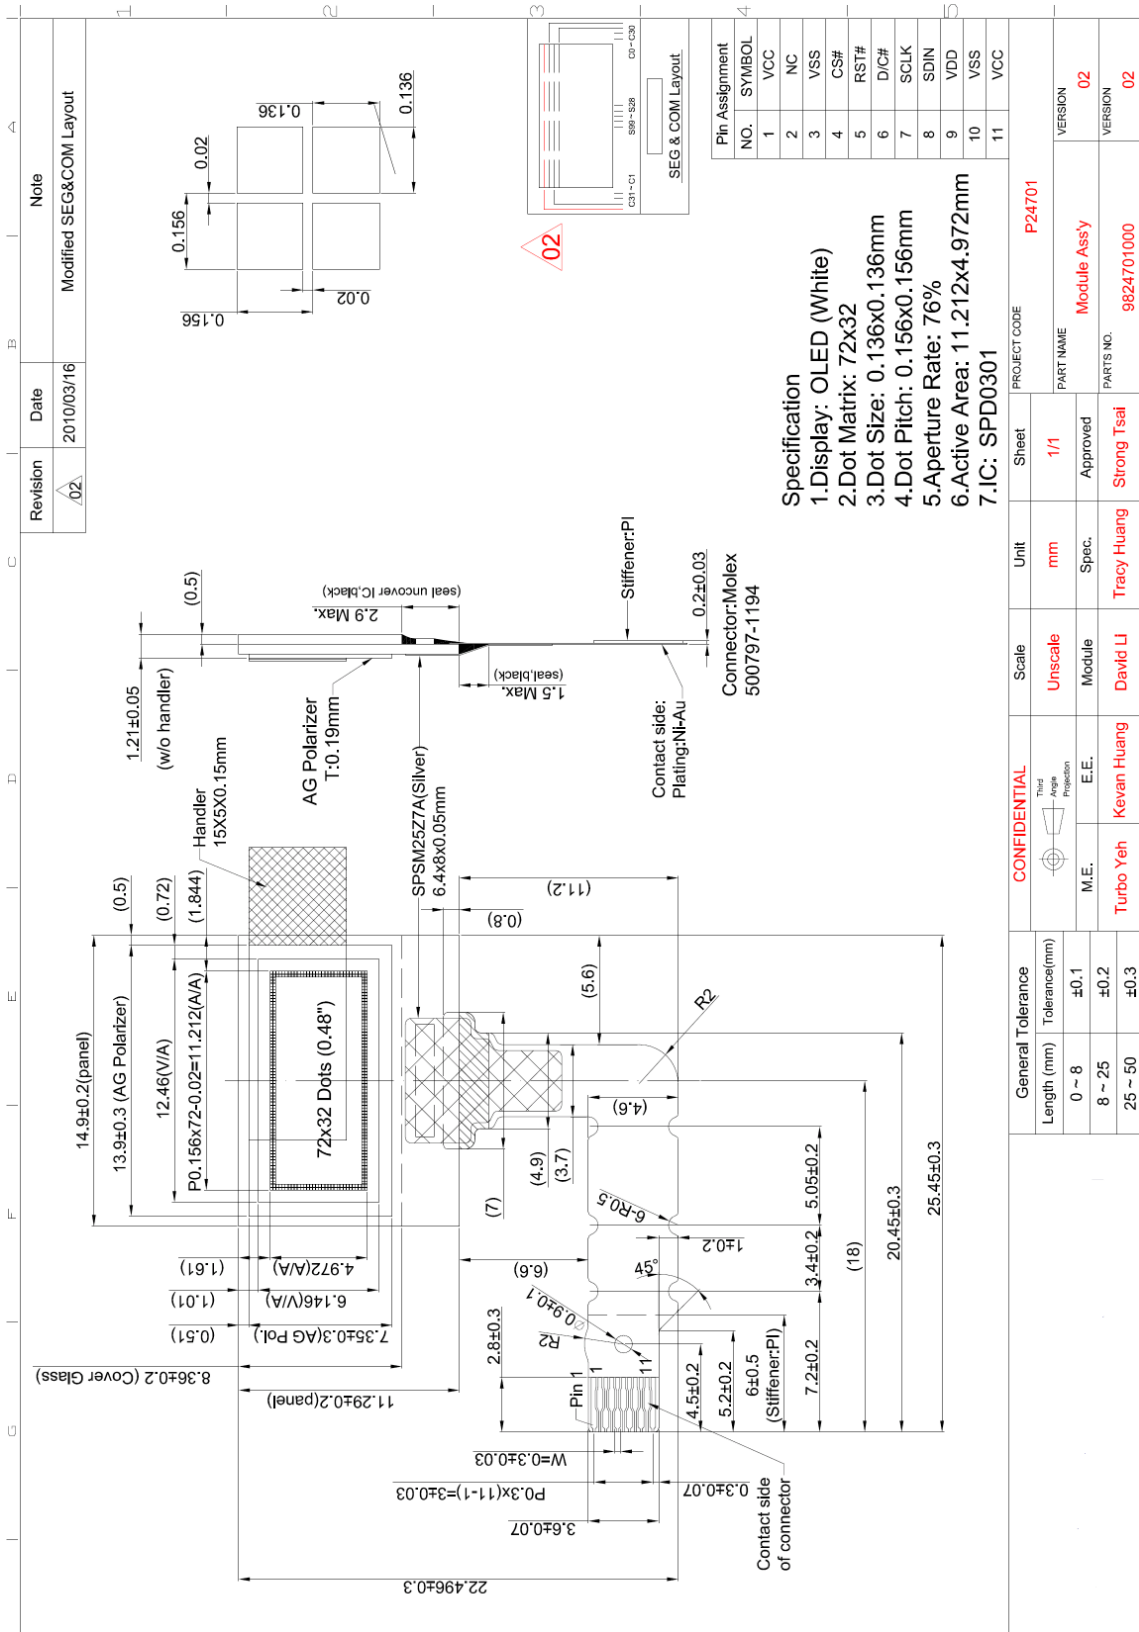 1
2
3
4
5
A
B
C
D
E
F
G
Revision
Date
Note
02
2010/03/16
Modified SEG&COM Layout
0.156
0.02
0.136
0.136
0.156
0.02
C31~C1
S99~S28
C0~C30
SEG & COM Layout
02
Pin Assignment
NO. SYMBOL
1 VCC
2 NC
3 VSS
4 CS#
5 RST#
6 D/C#
7 SCLK
8 SDIN
9 VDD
10 VSS
11 VCC
Specification
1.Display: OLED (White)
2.Dot Matrix: 72x32
3.Dot Size: 0.136x0.136mm
4.Dot Pitch: 0.156x0.156mm
5.Aperture Rate: 76%
6.Active Area: 11.212x4.972mm
7.IC: SPD0301
1.21±0.05
(w/o handler)
(0.5)
2.9 Max.
(seal uncover IC,black)
1.5 Max.
(seal,black)
AG Polarizer
T:0.19mm
SPSM25Z7A(Silver)
6.4x8x0.05mm
Stiffener:PI
0.2±0.03
Contact side:
Plating:Ni-Au
Connector:Molex
500797-1194
Handler
15X5X0.15mm
14.9±0.2(panel)
(0.5)
13.9±0.3 (AG Polarizer)
(0.72)
12.46(V/A)
(1.844)
P0.156x72-0.02=11.212(A/A)
72x32 Dots (0.48")
(1.61)
4.972(A/A)
(1.01)
6.146(V/A)
(0.51)
7.35±0.3(AG Pol.)
8.36±0.2 (Cover Glass)
11.29±0.2(panel)
22.496±0.3
(0.8)
(11.2)
(5.6)
R2
(7)
(4.9)
(3.7)
(4.6)
(6.6)
6-R0.5
1±0.2
45°
Ø0.9±0.1
R2
2.8±0.3
Pin 1
1
11
W=0.3±0.03
P0.3x(11-1)=3±0.03
0.3±0.07
3.6±0.07
4.5±0.2
5.2±0.2
6±0.5
(Stiffener:PI)
7.2±0.2
3.4±0.2
5.05±0.2
(18)
20.45±0.3
25.45±0.3
Contact side
of connector
General Tolerance
Length (mm) Tolerance(mm)
0 ~ 8 ±0.1
8 ~ 25 ±0.2
25 ~ 50 ±0.3
CONFIDENTIAL
Third
Angle
Projection
Scale
Unscale
Unit
mm
Sheet
1/1
M.E.
Turbo Yeh
E.E.
Kevan Huang
Module
David LI
Spec.
Tracy Huang
Approved
Strong Tsai
PROJECT CODE
P24701
PART NAME
Module Ass'y
VERSION
02
PARTS NO.
9824701000
VERSION
02